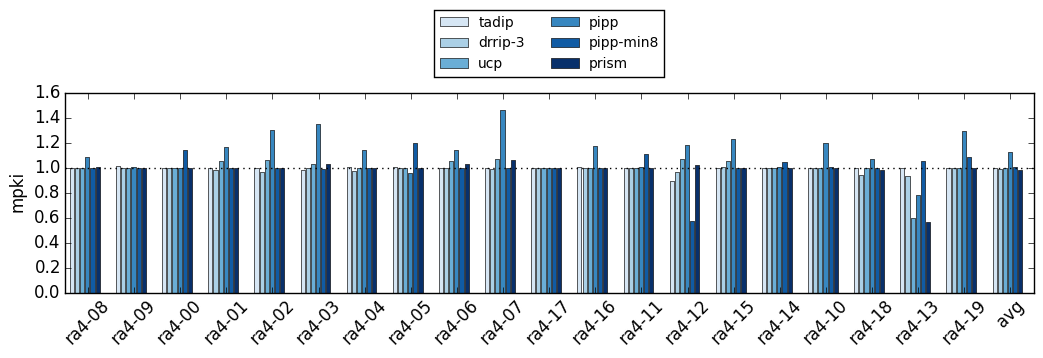 tadip
drrip-3
ucp
pipp
pipp-min8
prism
mpki
1.6
1.4
1.2
1.0
0.8
0.6
0.4
0.2
0.0
ra4-08
ra4-09
ra4-00
ra4-01
ra4-02
ra4-03
ra4-04
ra4-05
ra4-06
ra4-07
ra4-17
ra4-16
ra4-11
ra4-12
ra4-15
ra4-14
ra4-10
ra4-18
ra4-13
ra4-19
avg